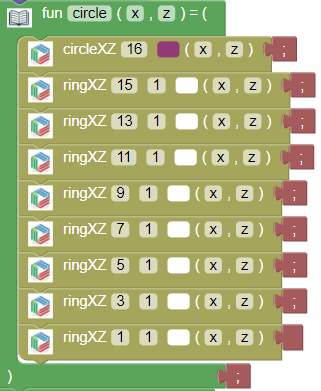 fun circle ( x , z ) = (
circleXZ 16 ( x , z ) ;
ringXZ 15 1 ( x , z ) ;
ringXZ 13 1 ( x , z ) ;
ringXZ 11 1 ( x , z ) ;
ringXZ 9 1 ( x , z ) ;
ringXZ 7 1 ( x , z ) ;
ringXZ 5 1 ( x , z ) ;
ringXZ 3 1 ( x , z ) ;
ringXZ 1 1 ( x , z ) ;
) ;